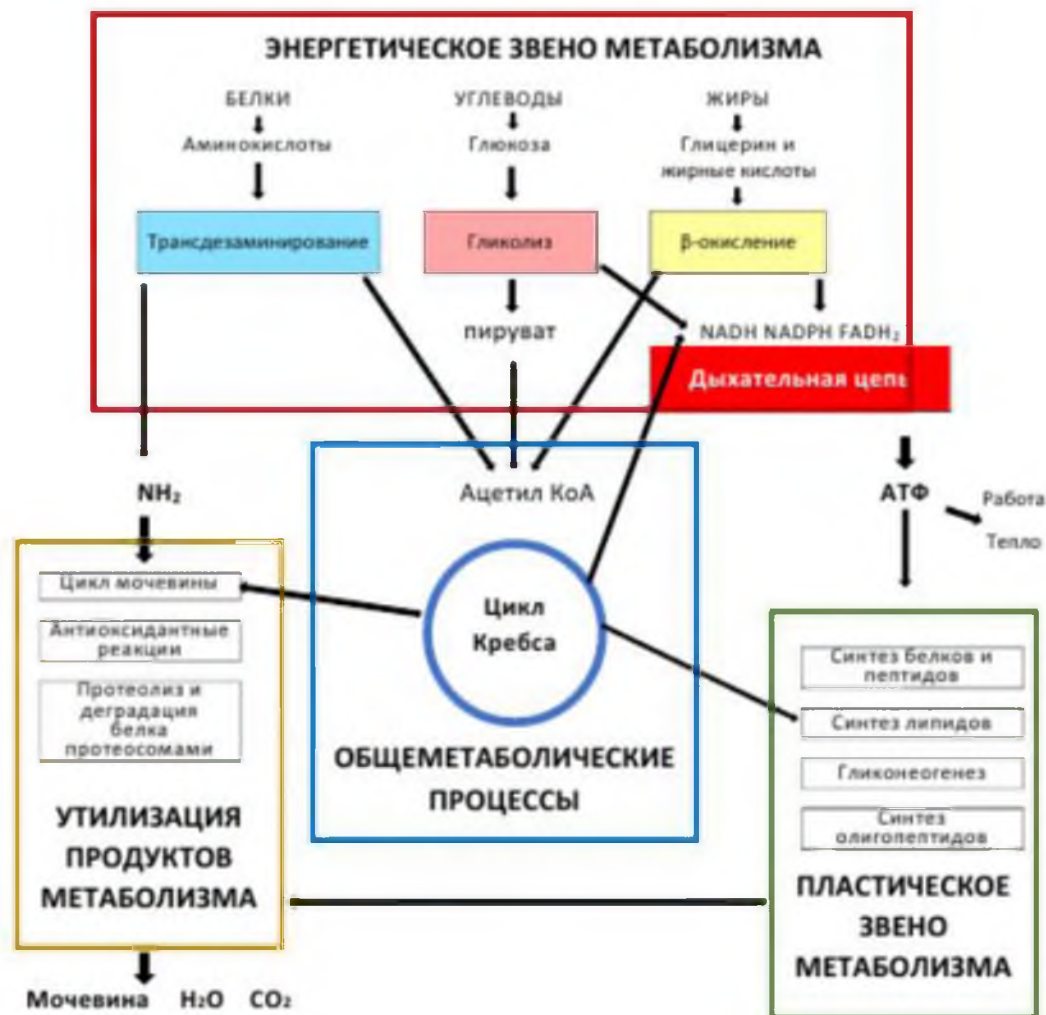 ЭНЕРГЕТИЧЕСКОЕ ЗВЕНО МЕТАБОЛИЗМА
БЕЛКИ
Аминокислоты
Трансдезаминирование
УГЛЕВОДЫ
Глюкоза
Гликолиз
пируват
ЖИРЫ
Глицерин и
жирные кислоты
β-окисление
NADH NADPH FADH₂
Дыхательная цепь
NH₂
Ацетил КоА
АТФ
Работа
Тепло
Цикл мочевины
Антиоксидантные
реакции
Протеолиз и
деградация
белка
протеосомами
УТИЛИЗАЦИЯ
ПРОДУКТОВ
МЕТАБОЛИЗМА
Цикл
Кребса
ОБЩЕМЕТАБОЛИЧЕСКИЕ
ПРОЦЕССЫ
Синтез белков и
пептидов
Синтез липидов
Гликонеогенез
Синтез
олигопептидов
ПЛАСТИЧЕСКОЕ
ЗВЕНО
МЕТАБОЛИЗМА
Мочевина H₂O CO₂